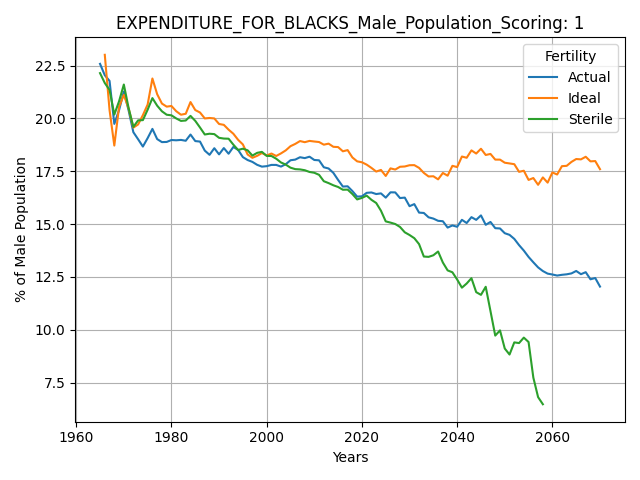 EXPENDITURE_FOR_BLACKS_Male_Population_Scoring: 1
% of Male Population
22.5
20.0
17.5
15.0
12.5
10.0
7.5
Fertility
Actual
Ideal
Sterile
1960 1980 2000 2020 2040 2060
Years